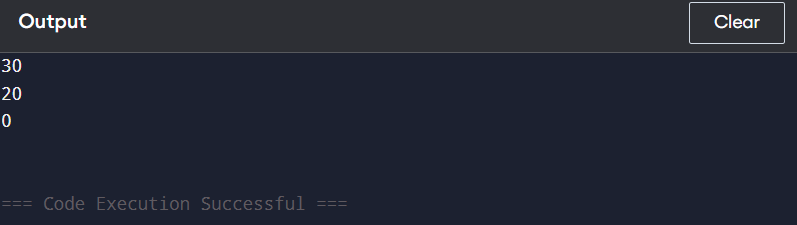 Output
Clear
30
20
0
=== Code Execution Successful ===